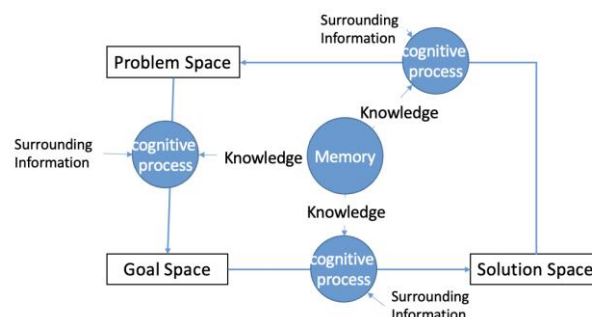 Surrounding
Information
cognitive
process
Problem Space
Knowledge
Surrounding
Information
cognitive
process
Knowledge
Memory
Knowledge
Goal Space
cognitive
process
Solution Space
Surrounding
Information